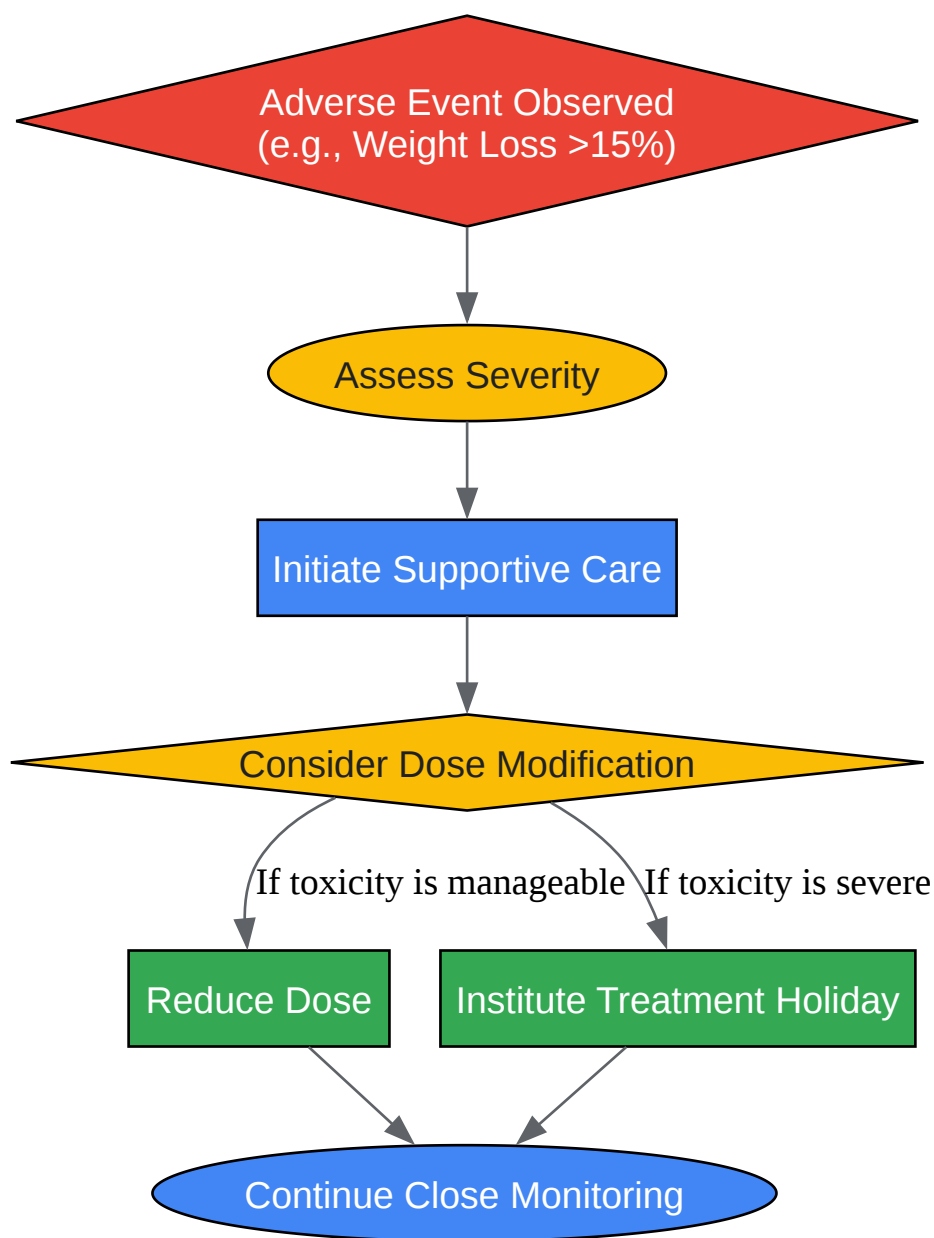 Adverse Event Observed
(e.g., Weight Loss >15%)
Assess Severity
Initiate Supportive Care
Consider Dose Modification
If toxicity is manageable
If toxicity is severe
Reduce Dose
Institute Treatment Holiday
Continue Close Monitoring